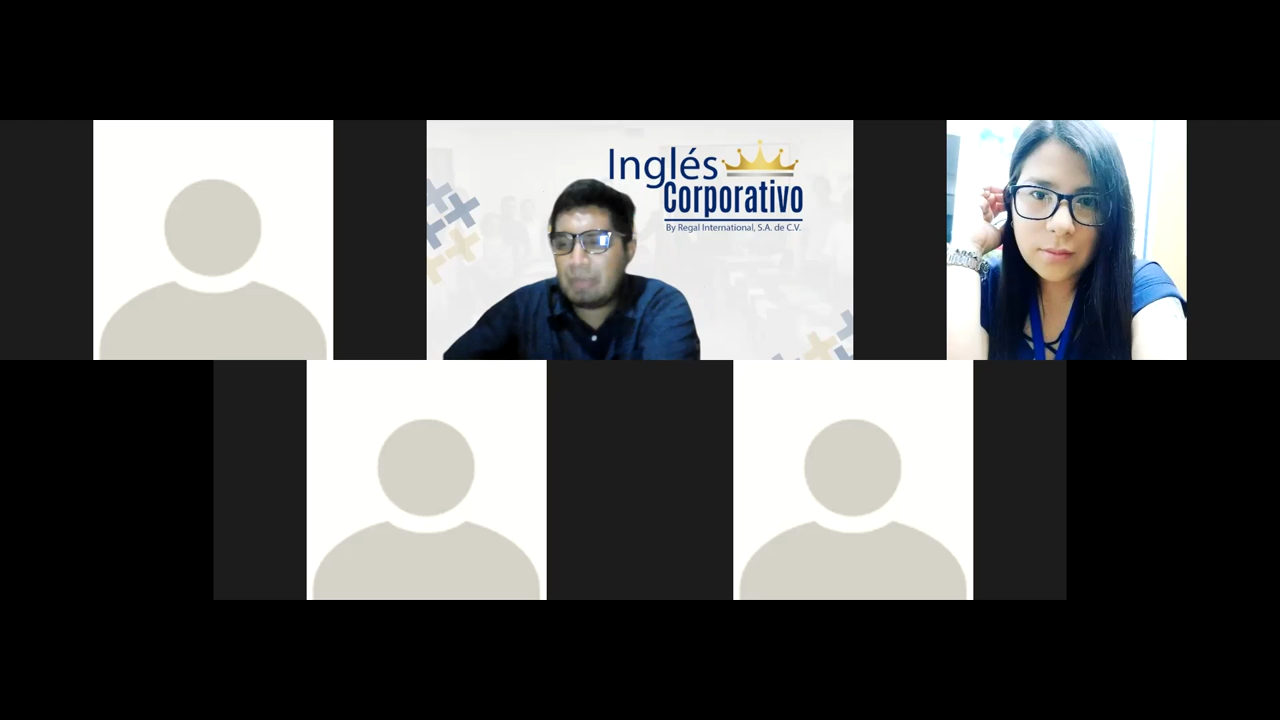 Inglés
Corporativo
By Regal International, S.A. de C.V.